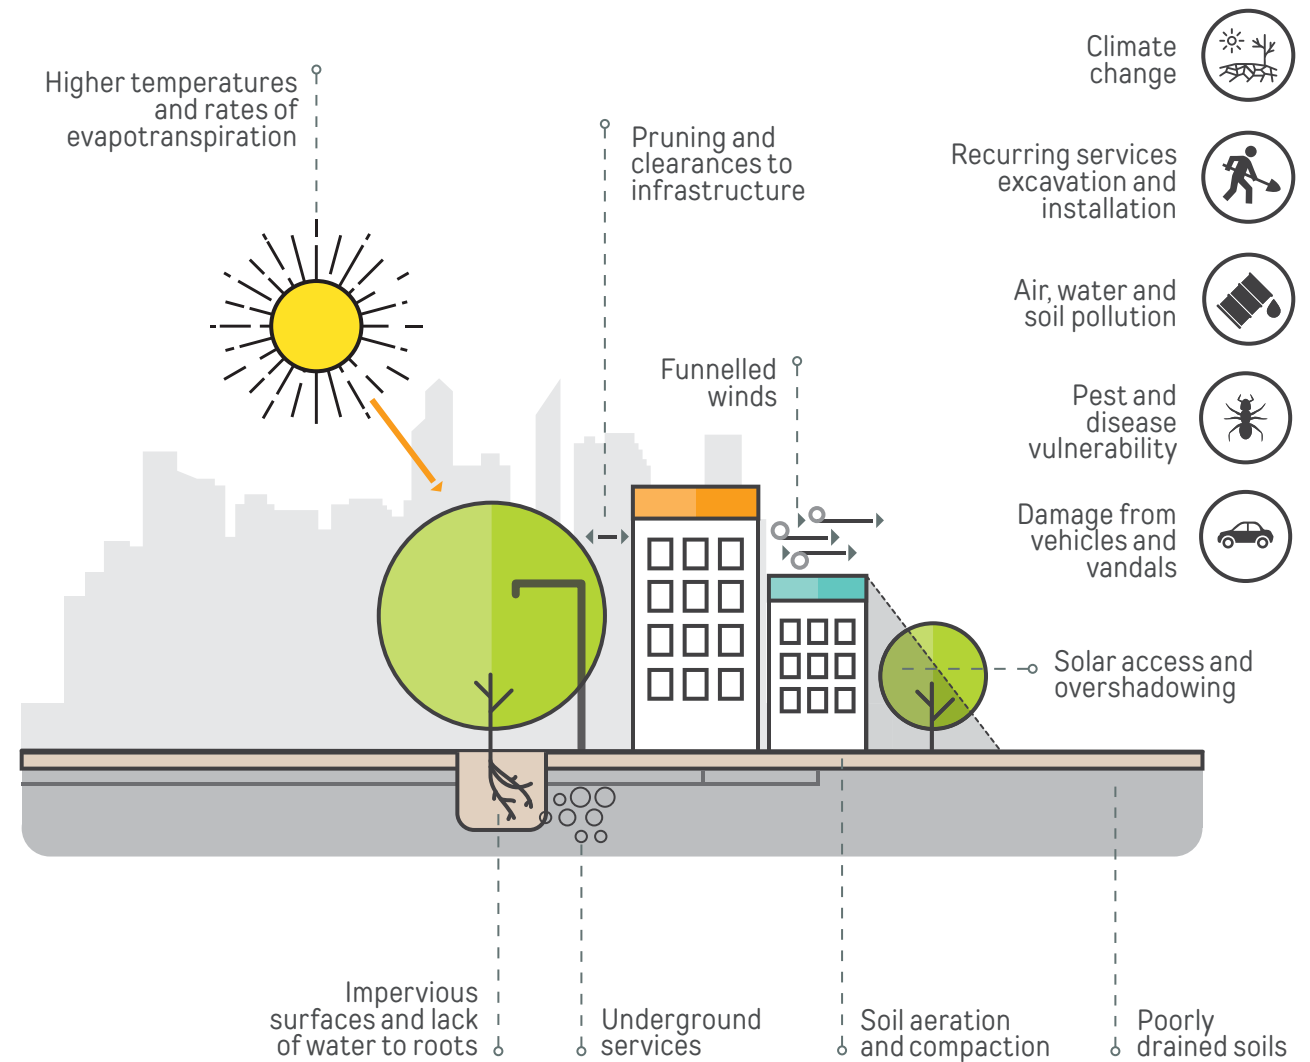 Higher temperatures
and rates of
evapotranspiration
Pruning and
clearances to
infrastructure
Funnelled
winds
Climate
change
Recurring services
excavation and
installation
Air, water and
soil pollution
Pest and
disease
vulnerability
Damage from
vehicles and
vandals
Solar access and
overshadowing
Impervious
surfaces and lack
of water to roots
Underground
services
Soil aeration
and compaction
Poorly
drained soils